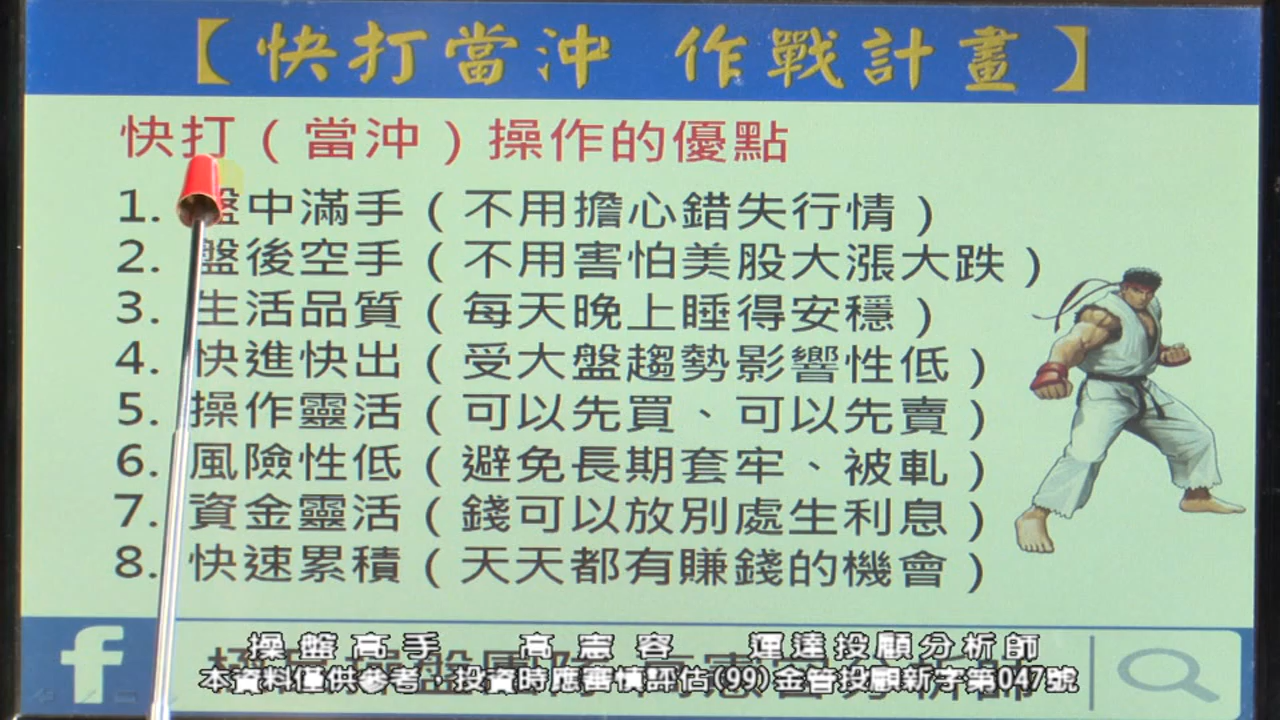 【快打當沖 作戰計畫】
快打（當沖）操作的優點
1. 盤中滿手（不用擔心錯失行情）
2. 盤後空手（不用害怕美股大漲大跌）
3. 生活品質（每天晚上睡得安穩）
4. 快進快出（受大盤趨勢影響性低）
5. 操作靈活（可以先買、可以先賣）
6. 風險性低（避免長期套牢、被軋）
7. 資金靈活（錢可以放別處生利息）
8. 快速累積（天天都有賺錢的機會）
f
操盤高手 高憲容 運達投顧分析師
本資料僅供參考，投資時應審慎評估(99)金管投顧新字第047號